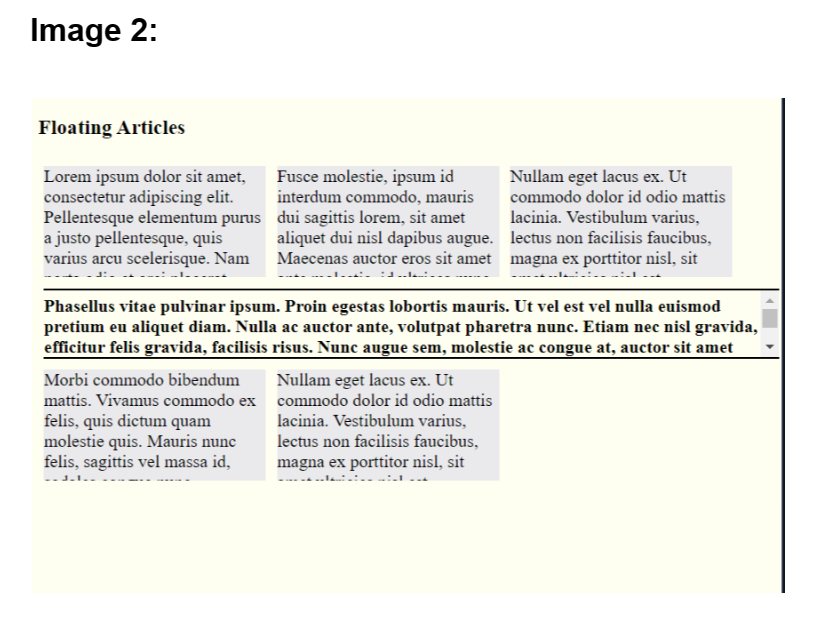 Image 2:
Floating Articles
Lorem ipsum dolor sit amet,
consectetur adipiscing elit.
Pellentesque elementum purus
a justo pellentesque, quis
varius arcu scelerisque. Nam
Fusce molestie, ipsum id
interdum commodo, mauris
dui sagittis lorem, sit amet
aliquet dui nisl dapibus augue.
Maecenas auctor eros sit amet
Nullam eget lacus ex. Ut
commodo dolor id odio mattis
lacinia. Vestibulum varius,
lectus non facilisis faucibus,
magna ex porttitor nisl, sit
Phasellus vitae pulvinar ipsum. Proin egestas lobortis mauris. Ut vel est vel nulla euismod
pretium eu aliquet diam. Nulla ac auctor ante, volutpat pharetra nunc. Etiam nec nisl gravida,
efficitur felis gravida, facilisis risus. Nunc augue sem, molestie ac congue at, auctor sit amet
Morbi commodo bibendum
mattis. Vivamus commodo ex
felis, quis dictum quam
molestie quis. Mauris nunc
felis, sagittis vel massa id,
Nullam eget lacus ex. Ut
commodo dolor id odio mattis
lacinia. Vestibulum varius,
lectus non facilisis faucibus,
magna ex porttitor nisl, sit